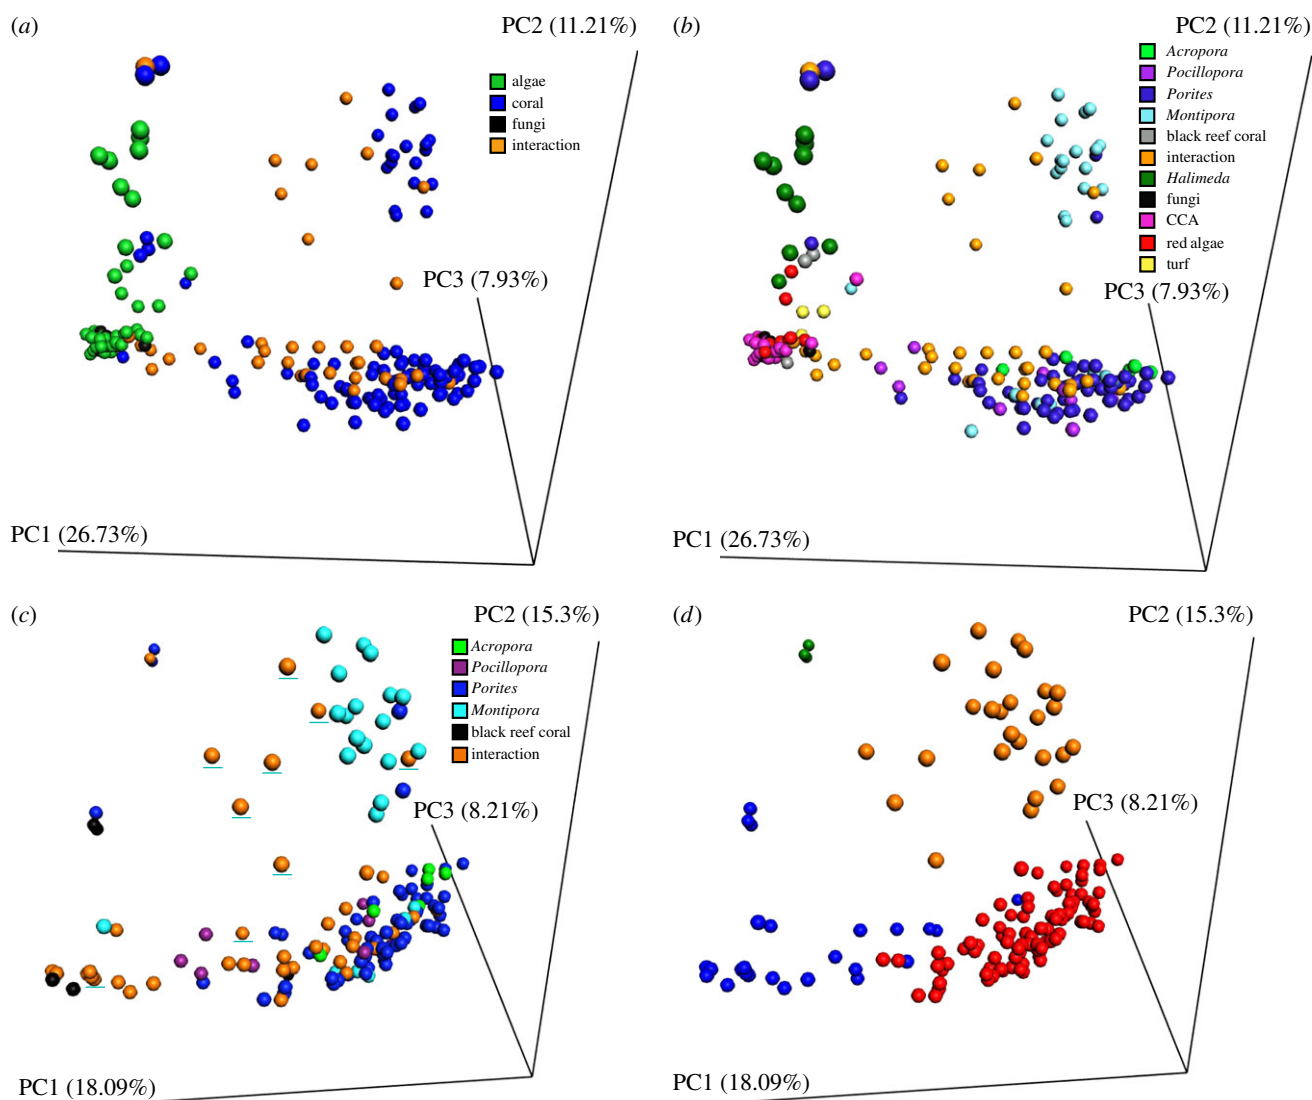 (a)
PC2 (11.21%)
algae
coral
fungi
interaction
PC3 (7.93%)
PC1 (26.73%)
(b)
PC2 (11.21%)
Acropora
Pocillopora
Porites
Montipora
black reef coral
interaction
Halimeda
fungi
CCA
red algae
turf
PC3 (7.93%)
PC1 (26.73%)
(c)
PC2 (15.3%)
Acropora
Pocillopora
Porites
Montipora
black reef coral
interaction
PC3 (8.21%)
PC1 (18.09%)
(d)
PC2 (15.3%)
PC3 (8.21%)
PC1 (18.09%)